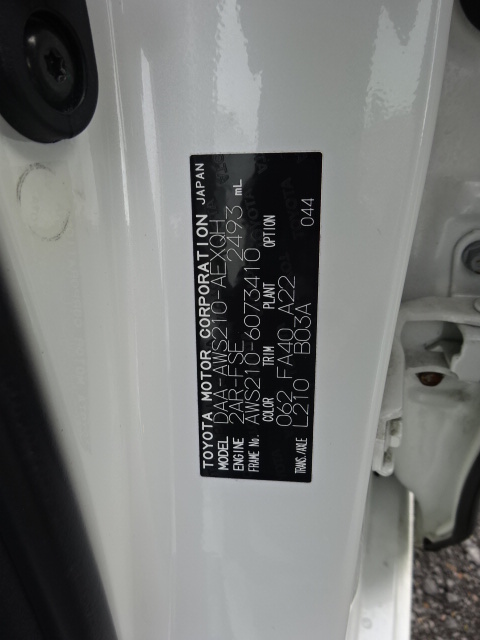 TOYOTA MOTOR CORPORATION JAPAN
MODEL DAA-AWS210-AEXQH
ENGINE 2AR-FSE 2493 mL
FRAME No. AWS210-6073410
COLOR TRIM PLANT OPTION
062 FA40 A22
TRANS./AXLE L210 B03A 044